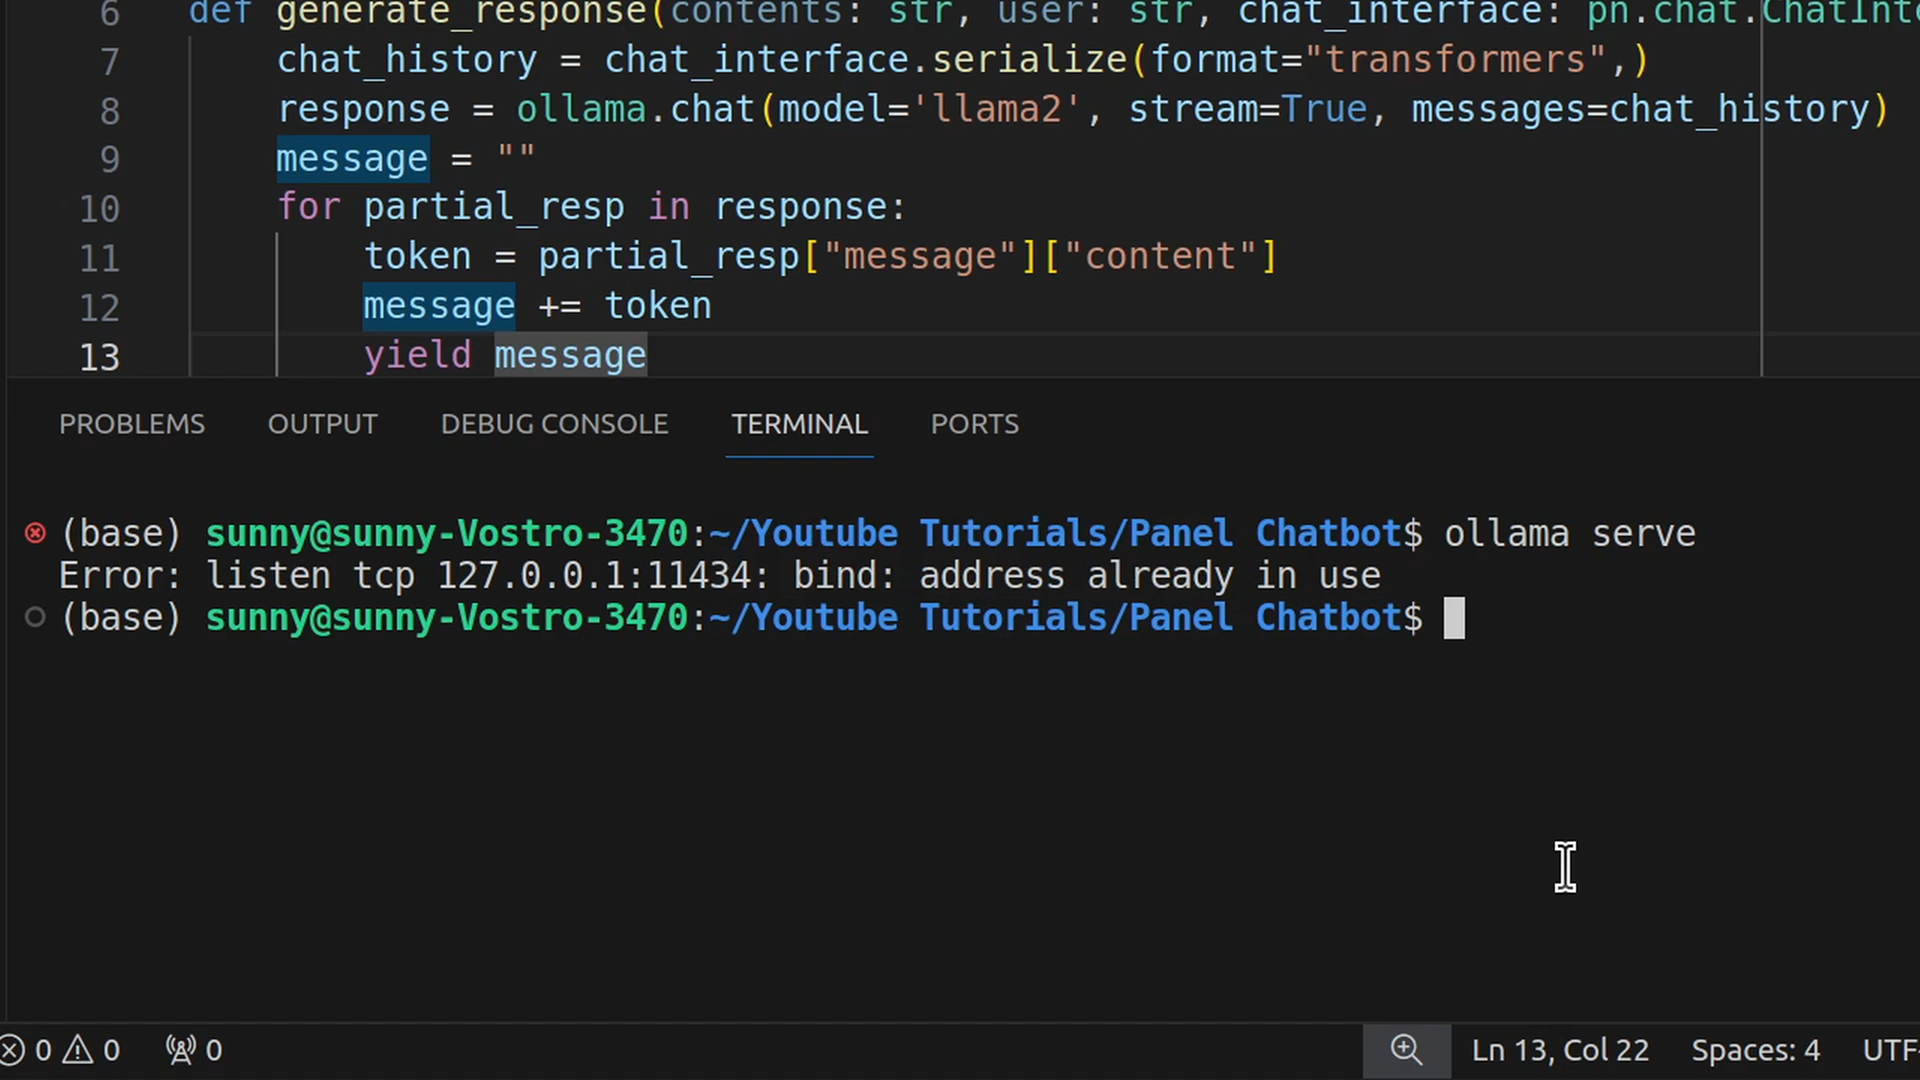 6 def generate_response(contents: str, user: str, chat_interface: pn.chat.ChatInte
7 chat_history = chat_interface.serialize(format="transformers",)
8 response = ollama.chat(model='llama2', stream=True, messages=chat_history)
9 message = ""
10 for partial_resp in response:
11 token = partial_resp["message"]["content"]
12 message += token
13 yield message
PROBLEMS OUTPUT DEBUG CONSOLE TERMINAL PORTS
(base) sunny@sunny-Vostro-3470:~/Youtube Tutorials/Panel Chatbot$ ollama serve
Error: listen tcp 127.0.0.1:11434: bind: address already in use
(base) sunny@sunny-Vostro-3470:~/Youtube Tutorials/Panel Chatbot$
0 0 0 Ln 13, Col 22 Spaces: 4 UTF-